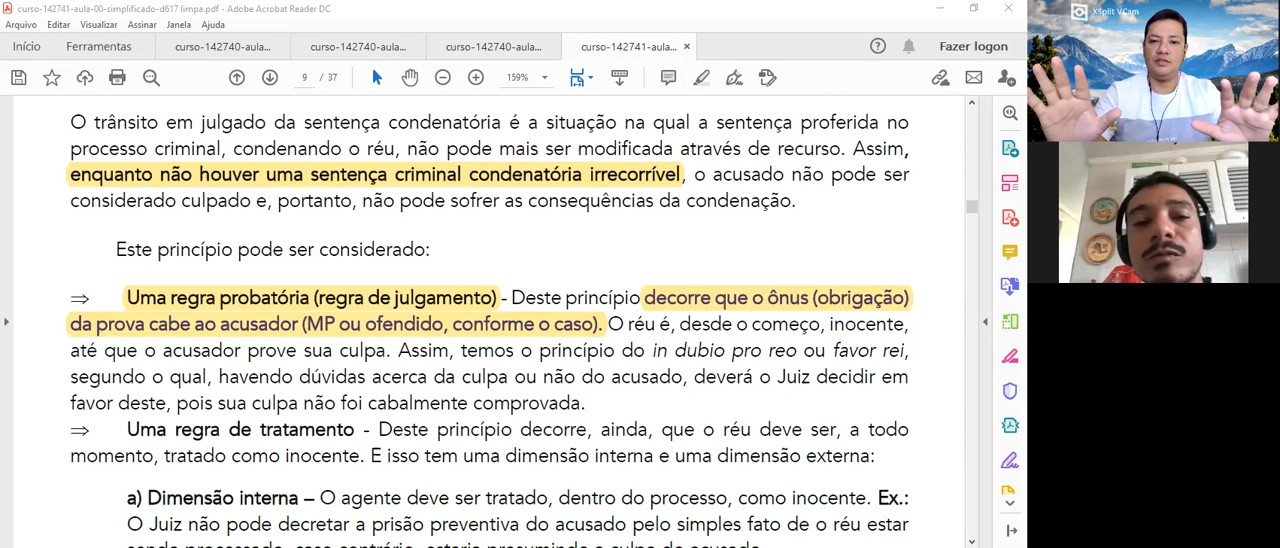 curso-142741-aula-00-simplificado-d617 limpa.pdf - Adobe Acrobat Reader DC
Arquivo Editar Visualizar Assinar Janela Ajuda
Início Ferramentas curso-142740-aula... curso-142740-aula... curso-142740-aula... curso-142741-aula... × Fazer logon
9 / 37 159%
XSplit VCam
O trânsito em julgado da sentença condenatória é a situação na qual a sentença proferida no
processo criminal, condenando o réu, não pode mais ser modificada através de recurso. Assim,
enquanto não houver uma sentença criminal condenatória irrecorrível, o acusado não pode ser
considerado culpado e, portanto, não pode sofrer as consequências da condenação.
Este princípio pode ser considerado:
⇒ Uma regra probatória (regra de julgamento) - Deste princípio decorre que o ônus (obrigação)
da prova cabe ao acusador (MP ou ofendido, conforme o caso). O réu é, desde o começo, inocente,
até que o acusador prove sua culpa. Assim, temos o princípio do in dubio pro reo ou favor rei,
segundo o qual, havendo dúvidas acerca da culpa ou não do acusado, deverá o Juiz decidir em
favor deste, pois sua culpa não foi cabalmente comprovada.
⇒ Uma regra de tratamento - Deste princípio decorre, ainda, que o réu deve ser, a todo
momento, tratado como inocente. E isso tem uma dimensão interna e uma dimensão externa:
a) Dimensão interna – O agente deve ser tratado, dentro do processo, como inocente. Ex.:
O Juiz não pode decretar a prisão preventiva do acusado pelo simples fato de o réu estar
sendo processado, caso contrário, estaria presumindo a culpa do acusado.